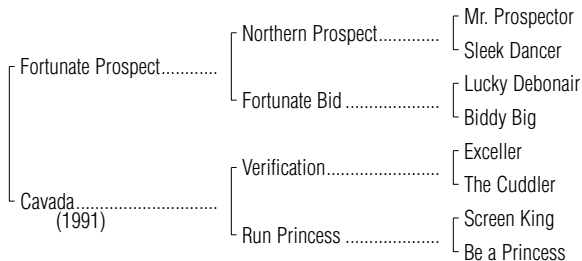 Mr. Prospector
Northern Prospect.............
Sleek Dancer
Fortunate Prospect............
Lucky Debonair
Fortunate Bid ....................
Biddy Big
Exceller
Verification........................
The Cuddler
Cavada..............................
(1991)
Screen King
Run Princess ....................
Be a Princess